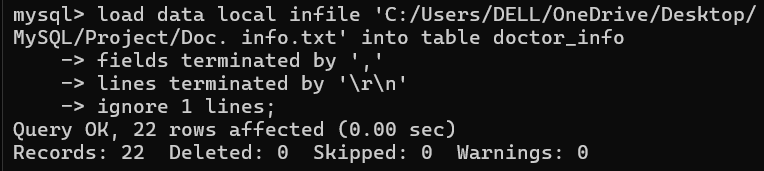 mysql> load data local infile 'C:/Users/DELL/OneDrive/Desktop/
MySQL/Project/Doc. info.txt' into table doctor_info
    -> fields terminated by ','
    -> lines terminated by '\r\n'
    -> ignore 1 lines;
Query OK, 22 rows affected (0.00 sec)
Records: 22  Deleted: 0  Skipped: 0  Warnings: 0